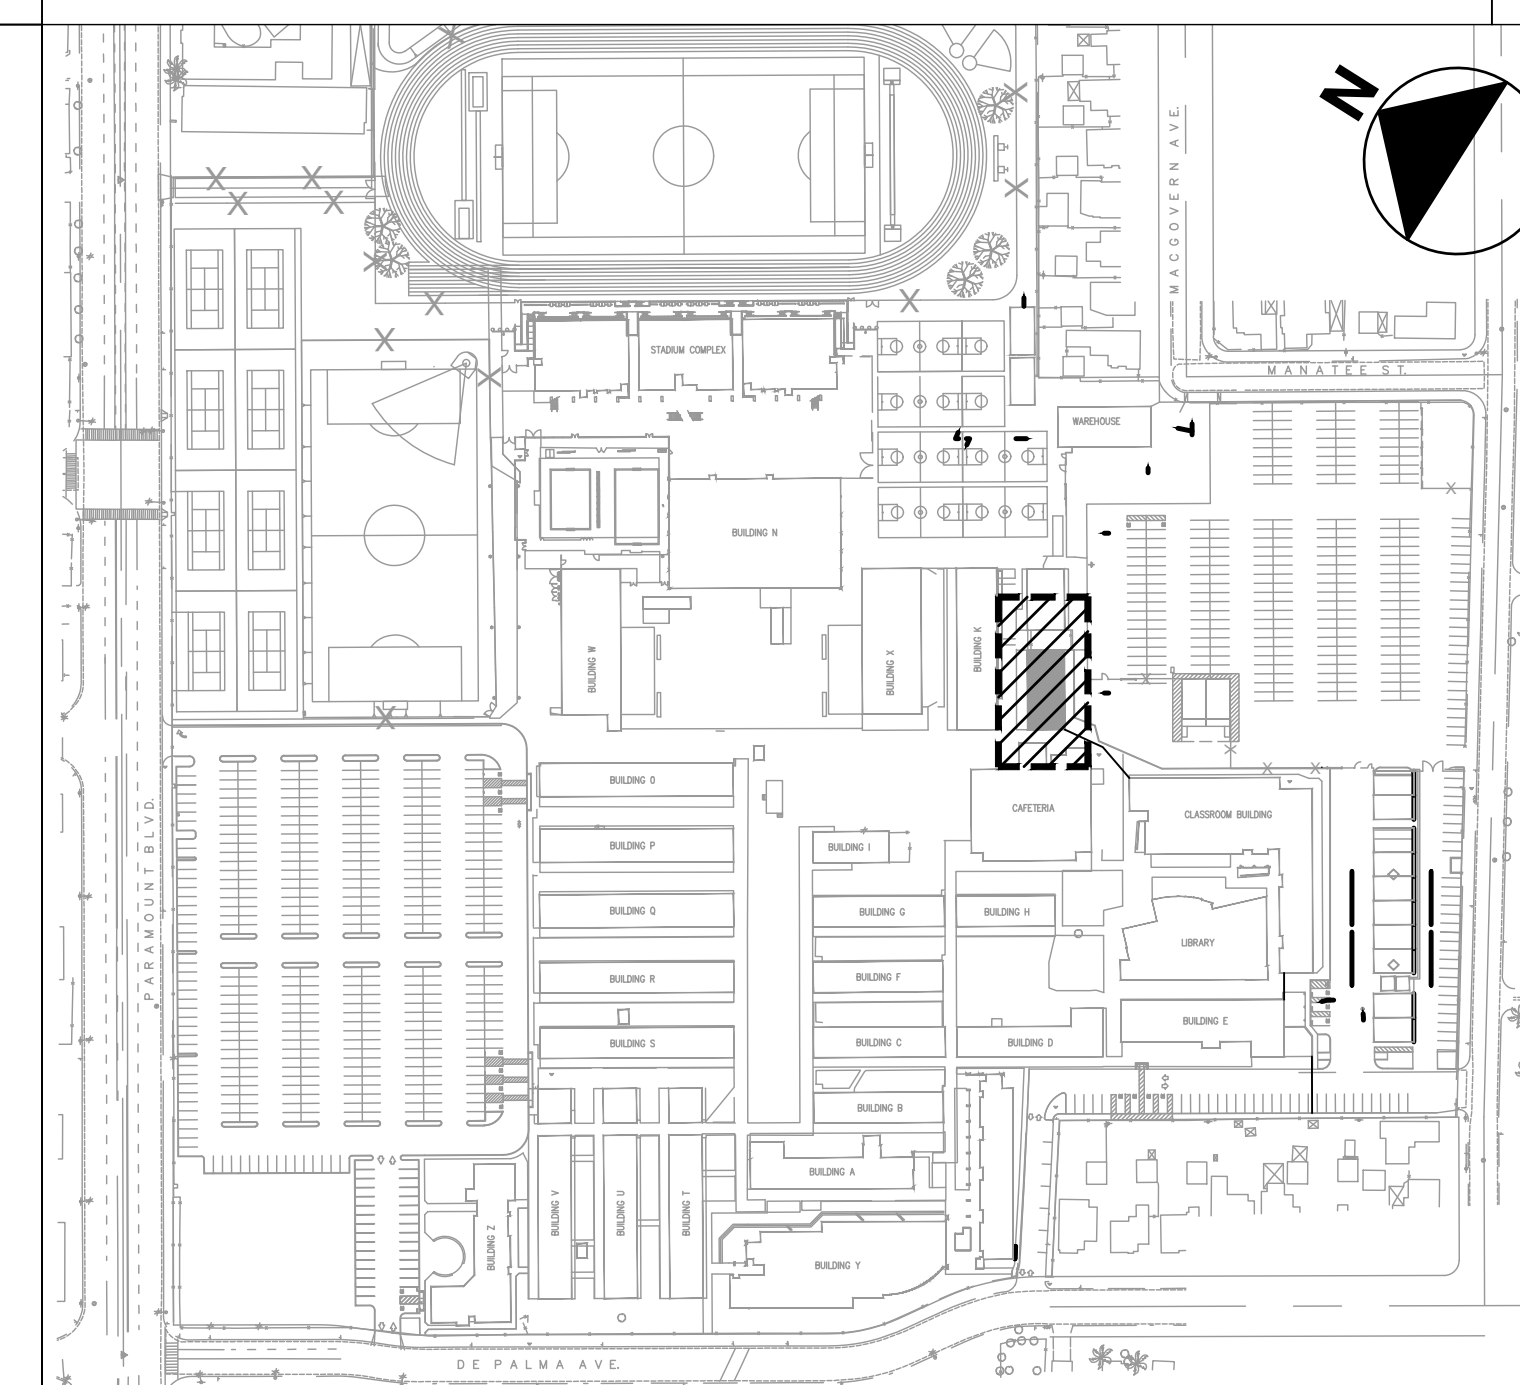 N
MACGOVERN AVE.
STADIUM COMPLEX
MANATEE ST.
WAREHOUSE
BUILDING N
BUILDING W
BUILDING X
BUILDING K
BUILDING O
CAFETERIA
CLASSROOM BUILDING
PARAMOUNT BLVD.
BUILDING P
BUILDING I
BUILDING Q
BUILDING G
BUILDING H
LIBRARY
BUILDING R
BUILDING F
BUILDING E
BUILDING S
BUILDING C
BUILDING D
BUILDING B
BUILDING A
BUILDING Z
BUILDING V
BUILDING U
BUILDING T
BUILDING Y
DE PALMA AVE.